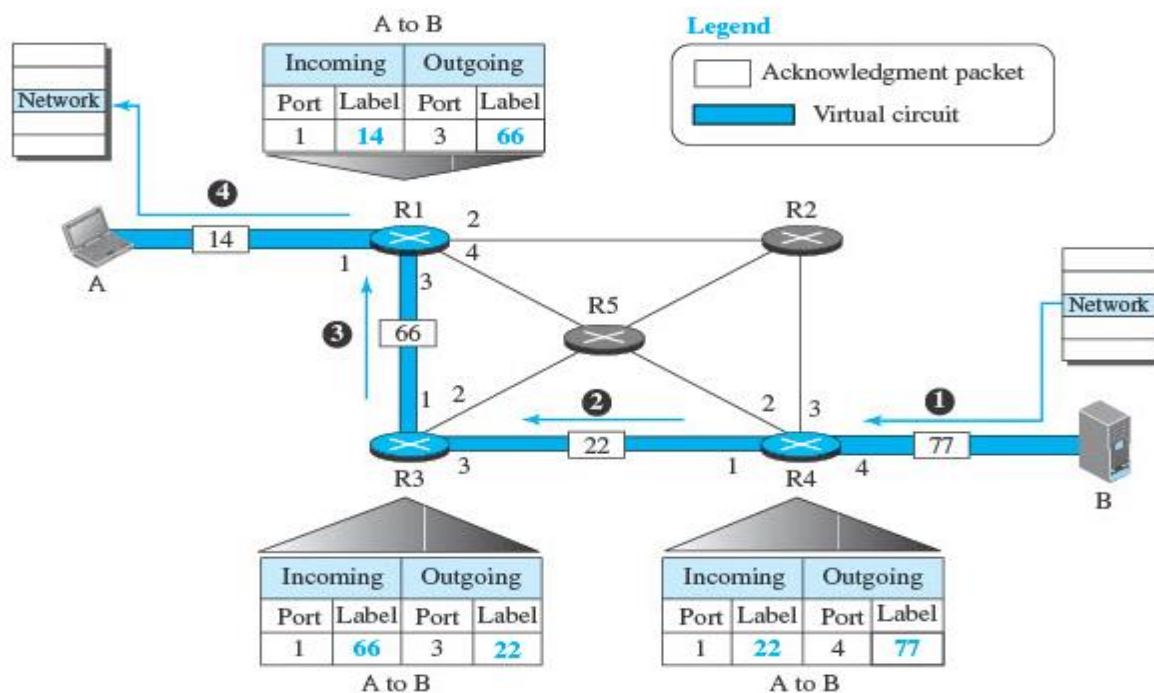 A to B
Incoming Outgoing
Port Label Port Label
1 14 3 66
Legend
Acknowledgment packet
Virtual circuit
Network
4
R1
2
R2
14
1
4
3
A
Network
R5
3
66
1
2
2
2
3
1
R3
3
22
1
R4
4
77
B
Incoming Outgoing
Port Label Port Label
1 66 3 22
A to B
Incoming Outgoing
Port Label Port Label
1 22 4 77
A to B